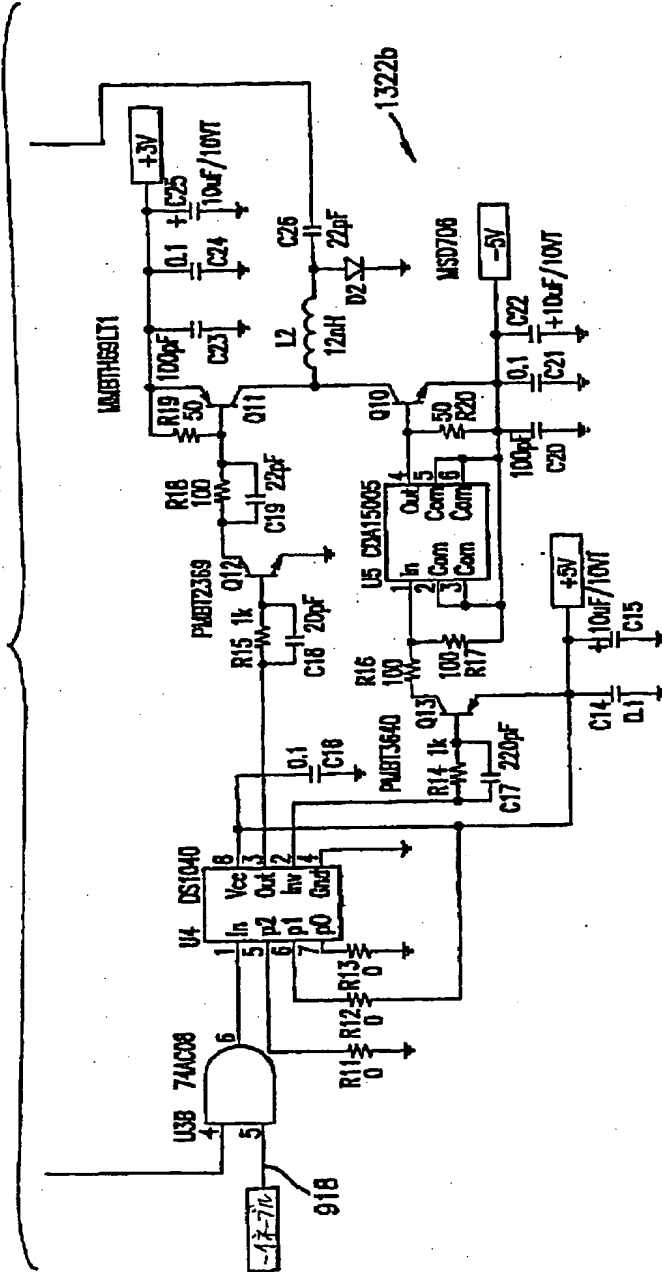 +3V
C25
+
10uF/10VT
0.1
C24
100pF
C23
MMBTH69LT1
R19
50
Q11
R18
100
C19
22pF
Q12
PMBT2369
R15 1k
C18
20pF
L2
12nH
C26
22pF
D2
1322b
MSD706
-5V
C22
+10uF/10VT
0.1
C21
100pF
C20
Q10
50
R20
U5 CDA15005
1 In
Out 4
2 Com
Com 5
3 Com
Com 6
R16
100
100
R17
Q13
PMBT3640
R14 1k
C17
220pF
+5V
+
10uF/10VT
C15
C14
0.1
0.1
C16
U4 DS1040
1 In
Vcc 8
5 p2
Out 3
6 p1
Inv 2
7 p0
Gnd 4
R11
0
R12
0
R13
0
U3B 74AC08
4
5
6
918
-イネーブル